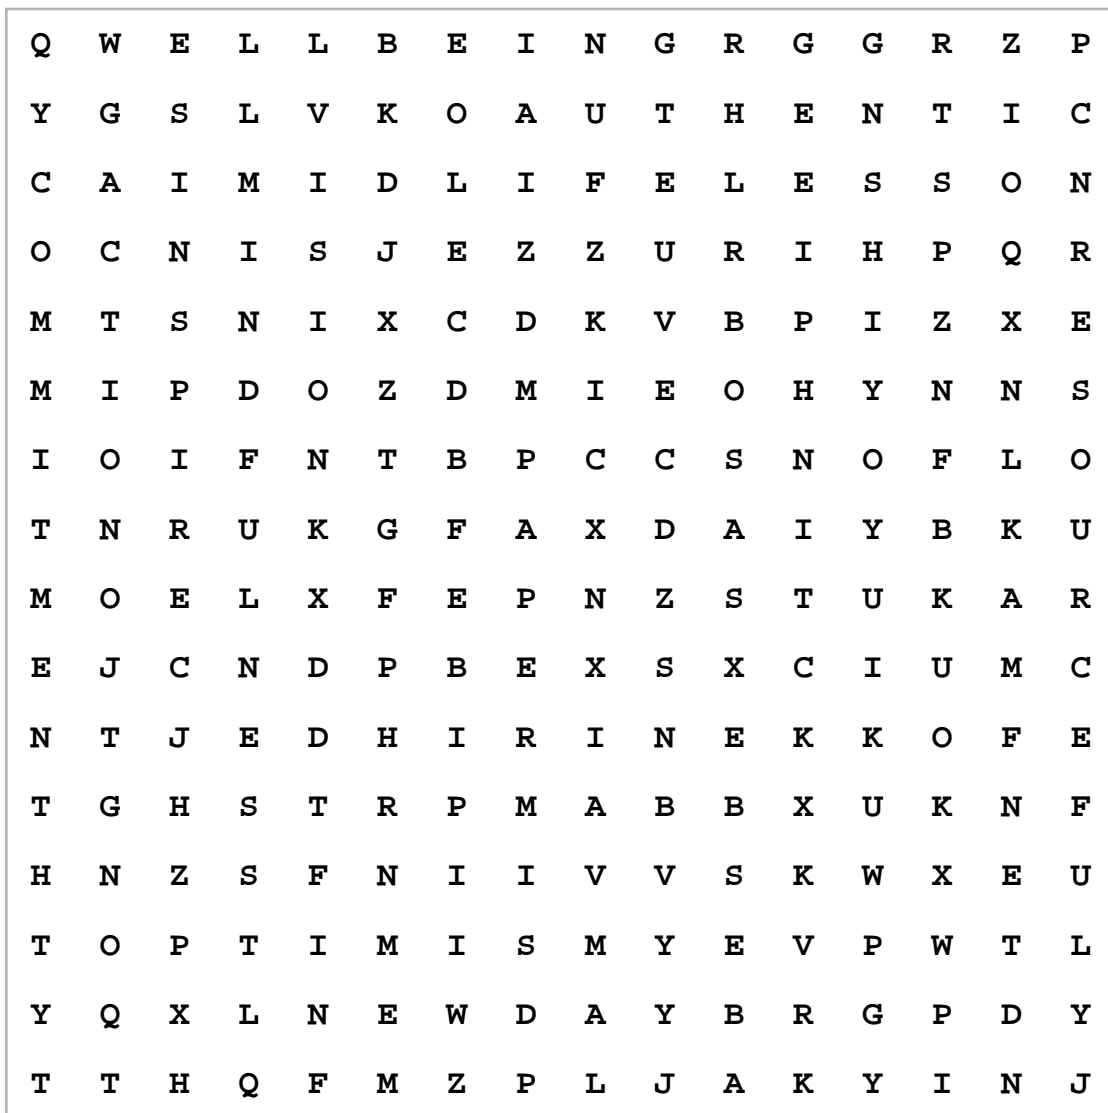 Q W E L L B E I N G R G G R Z P
Y G S L V K O A U T H E N T I C
C A I M I D L I F E L E S S O N
O C N I S J E Z Z U R I H P Q R
M T S N I X C D K V B P I Z X E
M I P D O Z D M I E O H Y N N S
I O I F N T B P C C S N O F L O
T N R U K G F A X D A I Y B K U
M O E L X F E P N Z S T U K A R
E J C N D P B E X S X C I U M C
N T J E D H I R I N E K K O F E
T G H S T R P M A B B X U K N F
H N Z S F N I I V V S K W X E U
T O P T I M I S M Y E V P W T L
Y Q X L N E W D A Y B R G P D Y
T T H Q F M Z P L J A K Y I N J